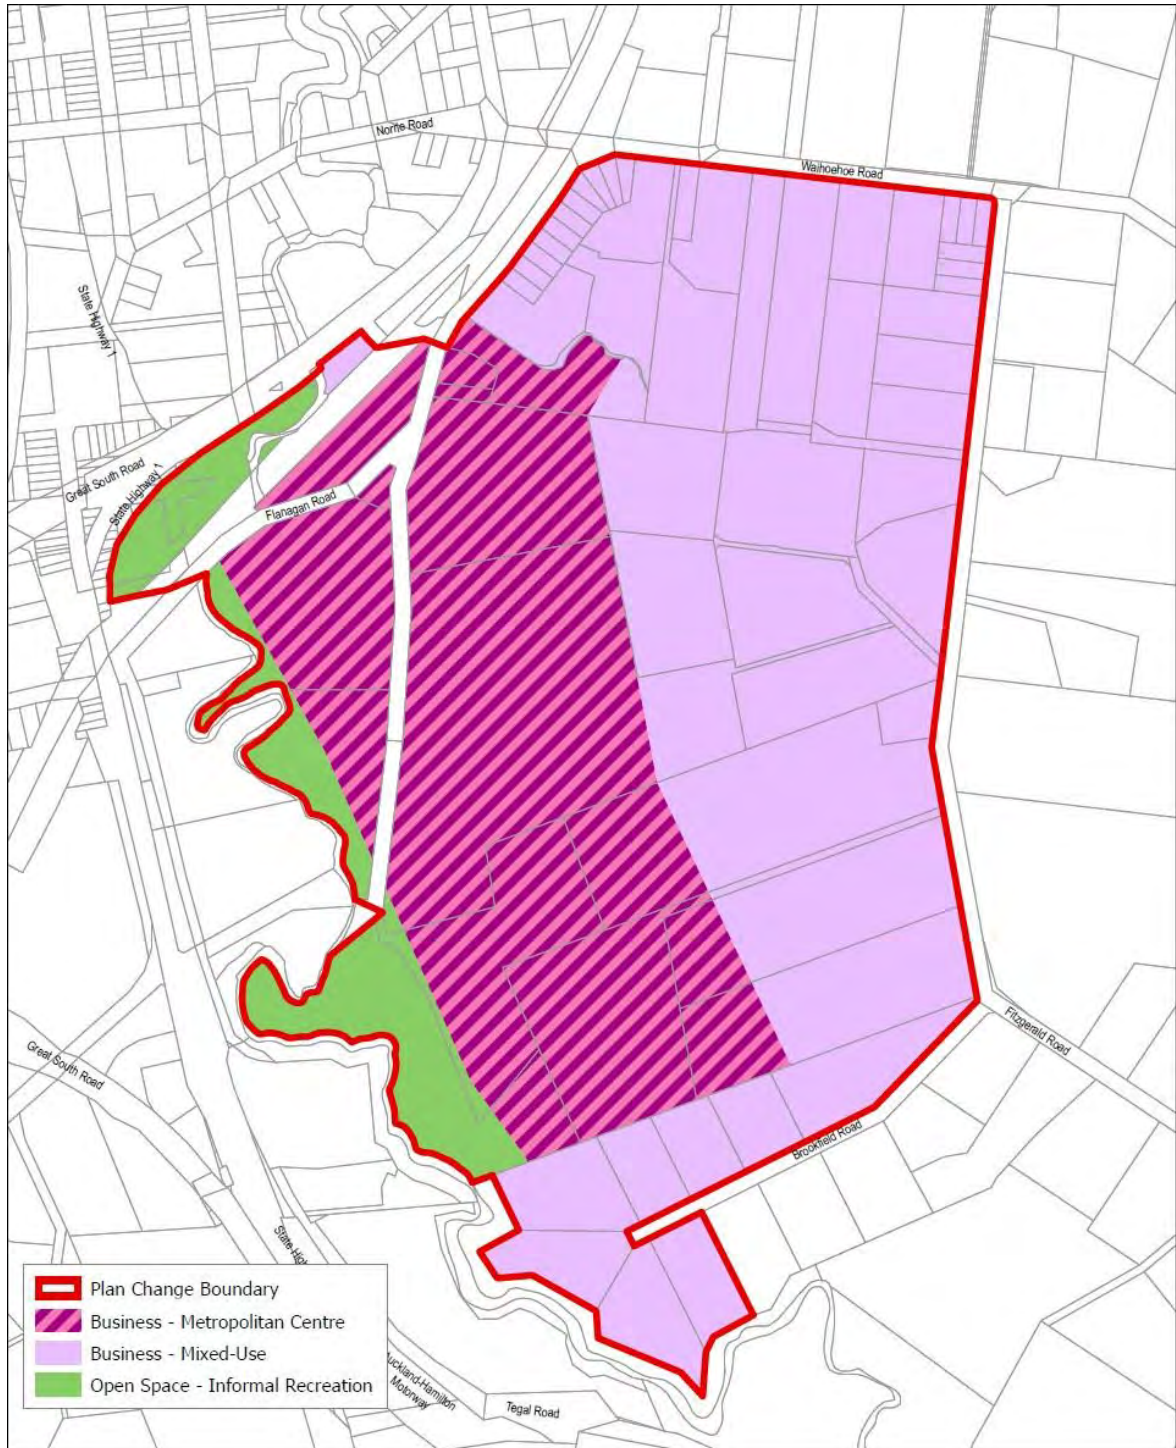 Norrie Road
Waihoehoe Road
State Highway 1
Great South Road
State Highway 1
Flanagan Road
Fitzgerald Road
Great South Road
Brookfield Road
State High
Auckland-Hamilton
Motorway
Tegal Road
Plan Change Boundary
Business - Metropolitan Centre
Business - Mixed-Use
Open Space - Informal Recreation